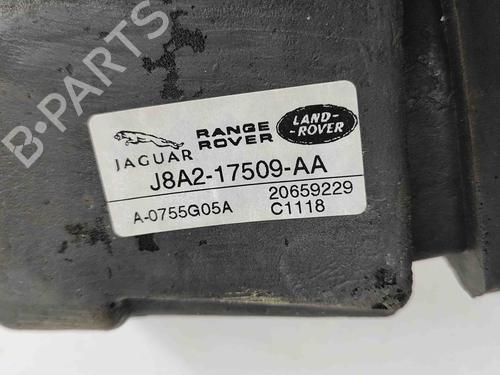 B-PARTS
JAGUAR
RANGE ROVER
LAND-ROVER
J8A2-17509-AA
A-0755G05A
20659229
C1118